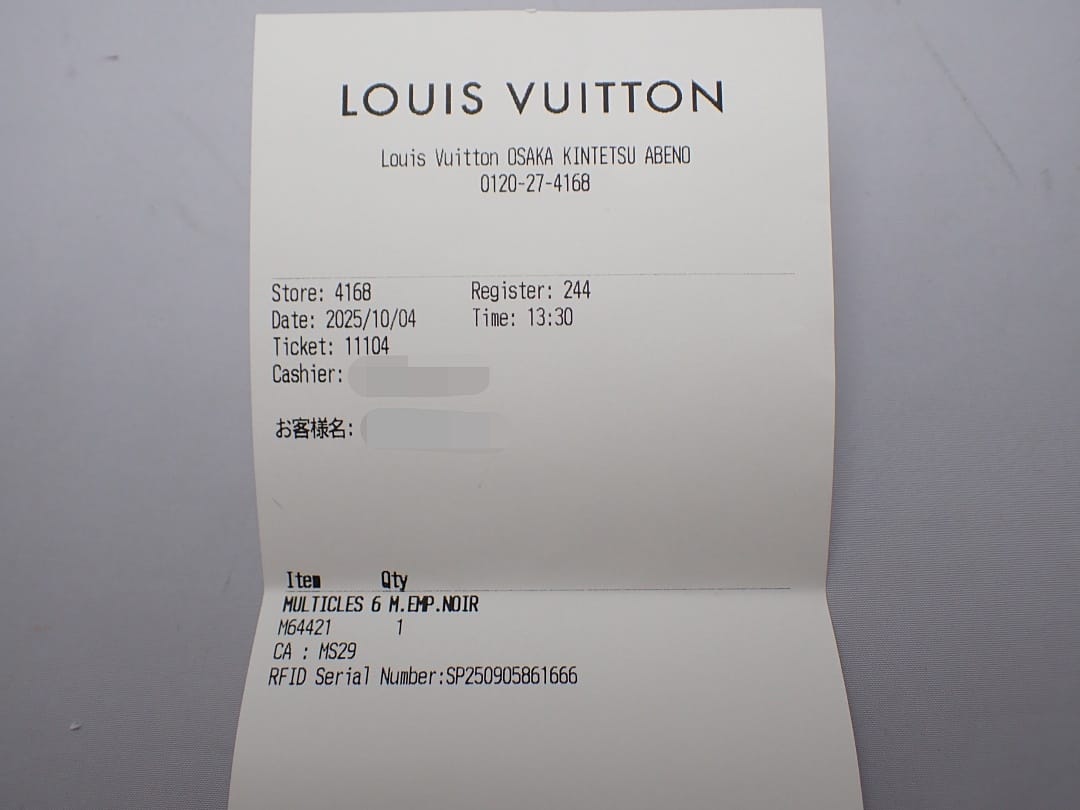 LOUIS VUITTON
Louis Vuitton OSAKA KINTETSU ABENO
0120-27-4168
Store: 4168 Register: 244
Date: 2025/10/04 Time: 13:30
Ticket: 11104
Cashier:
お客様名:
Item Qty
MULTICLES 6 M.EMP.NOIR
M64421 1
CA : MS29
RFID Serial Number:SP250905861666